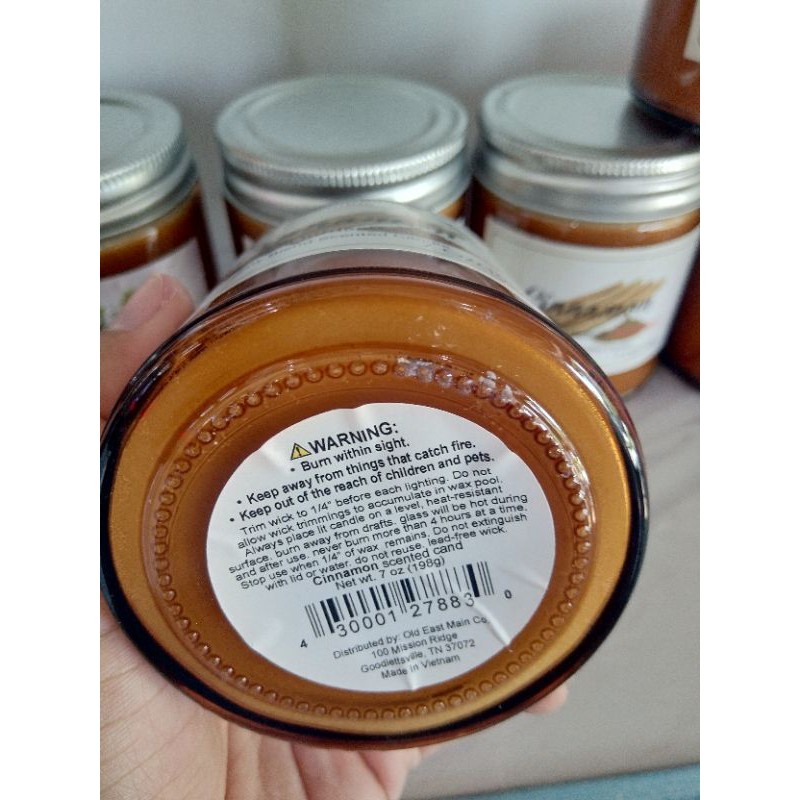 ⚠WARNING:
• Burn within sight.
• Keep away from things that catch fire.
• Keep out of the reach of children and pets.
Trim wick to 1/4" before each lighting. Do not
allow wick trimmings to accumulate in wax pool.
Always place lit candle on a level, heat-resistant
surface. burn away from drafts. glass will be hot during
and after use. never burn more than 4 hours at a time.
Stop use when 1/4" of wax remains. Do not extinguish
with lid or water. do not reuse. lead-free wick.
Cinnamon scented cand
Net wt. 7 oz (198g)
4 30001 27883 0
Distributed by: Old East Main Co.
100 Mission Ridge
Goodlettsville, TN 37072
Made in Vietnam
Cinnamon